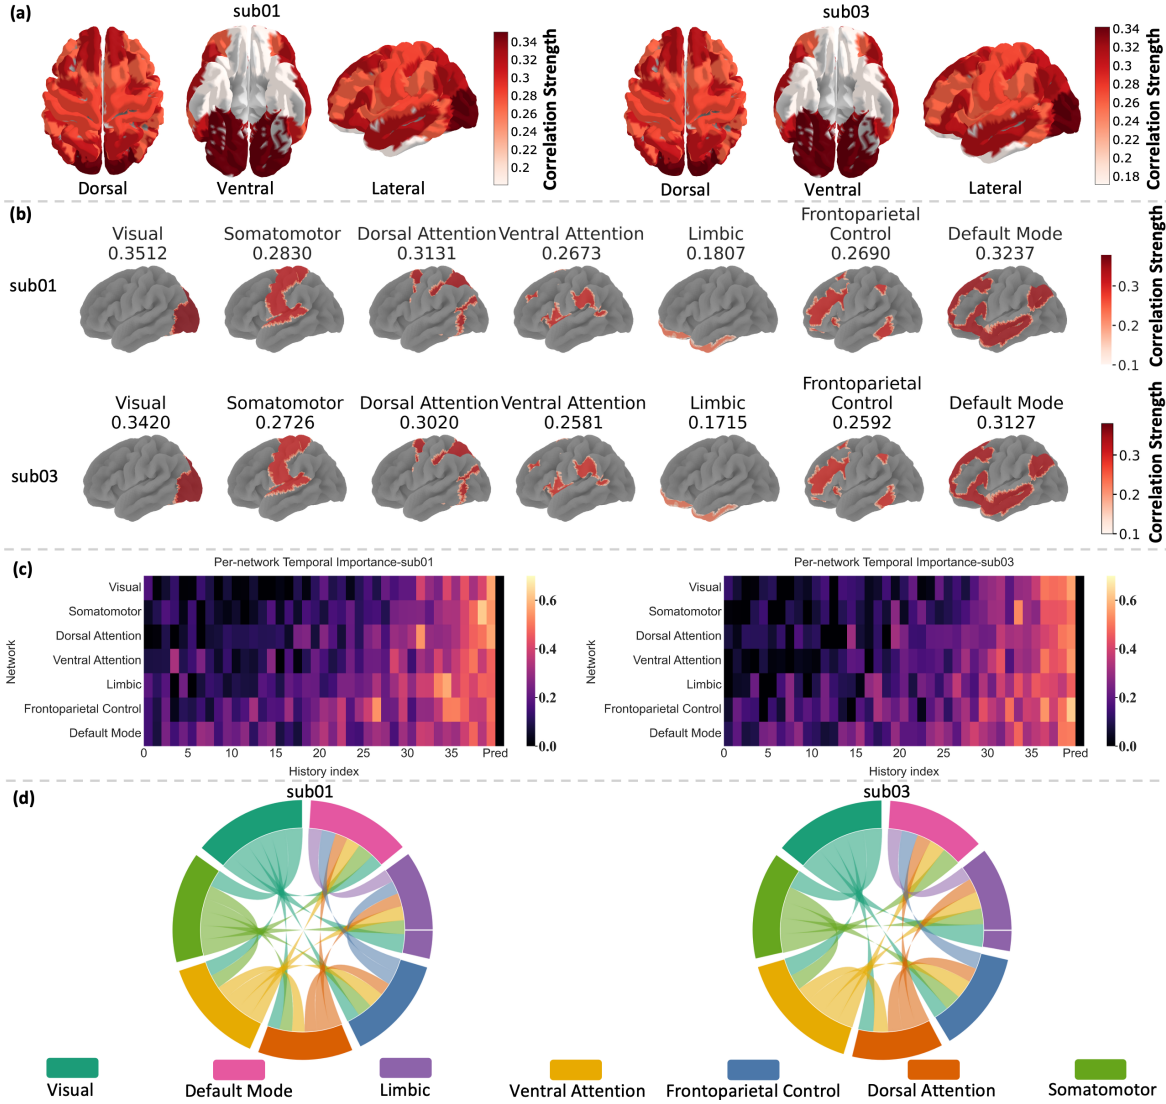 (a)
sub01
sub03
0.34
0.32
0.3
0.28
0.26
0.24
0.22
0.2
Correlation Strength
0.34
0.32
0.30
0.28
0.26
0.24
0.22
0.20
0.18
Correlation Strength
Dorsal
Ventral
Lateral
Dorsal
Ventral
Lateral
(b)
sub01
Visual
0.3512
Somatomotor
0.2830
Dorsal Attention
0.3131
Ventral Attention
0.2673
Limbic
0.1807
Frontoparietal
Control
0.2690
Default Mode
0.3237
0.3
0.2
0.1
Correlation Strength
sub03
Visual
0.3420
Somatomotor
0.2726
Dorsal Attention
0.3020
Ventral Attention
0.2581
Limbic
0.1715
Frontoparietal
Control
0.2592
Default Mode
0.3127
0.3
0.2
0.1
Correlation Strength
(c)
Per-network Temporal Importance-sub01
Network
Visual
Somatomotor
Dorsal Attention
Ventral Attention
Limbic
Frontoparietal Control
Default Mode
0 5 10 15 20 25 30 35 Pred
History index
0.6
0.4
0.2
0.0
Per-network Temporal Importance-sub03
Network
Visual
Somatomotor
Dorsal Attention
Ventral Attention
Limbic
Frontoparietal Control
Default Mode
0 5 10 15 20 25 30 35 Pred
History index
0.6
0.4
0.2
0.0
(d)
sub01
sub03
Visual
Default Mode
Limbic
Ventral Attention
Frontoparietal Control
Dorsal Attention
Somatomotor